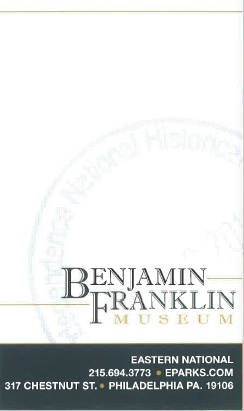 BENJAMIN
FRANKLIN
MUSEUM
EASTERN NATIONAL
215.694.3773 • EPARKS.COM
317 CHESTNUT ST. • PHILADELPHIA PA. 19106